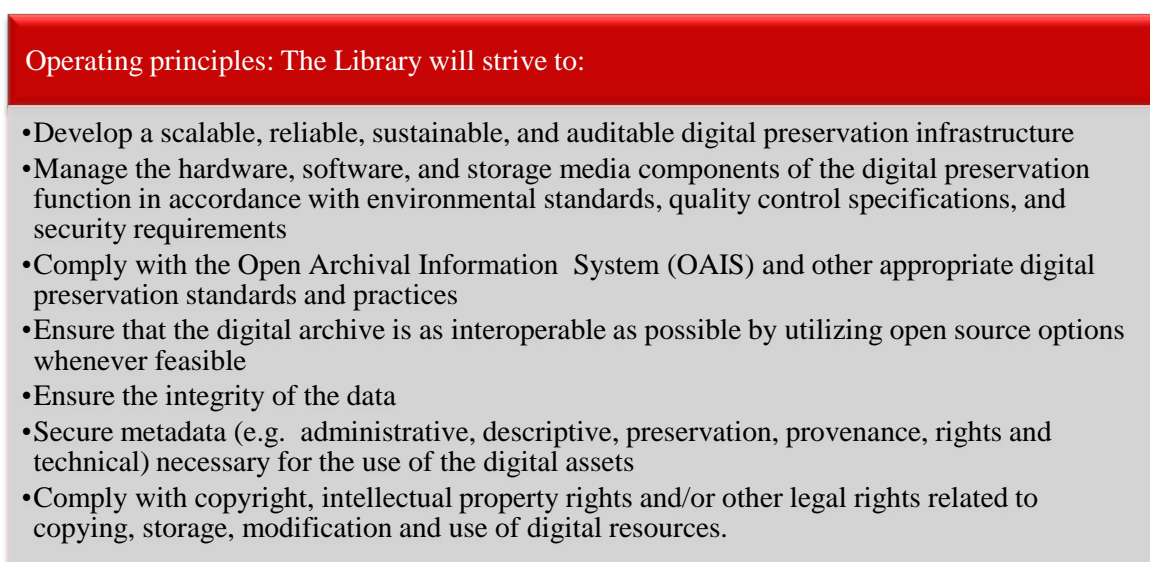 Operating principles: The Library will strive to:
•Develop a scalable, reliable, sustainable, and auditable digital preservation infrastructure
•Manage the hardware, software, and storage media components of the digital preservation
function in accordance with environmental standards, quality control specifications, and
security requirements
•Comply with the Open Archival Information  System (OAIS) and other appropriate digital
preservation standards and practices
•Ensure that the digital archive is as interoperable as possible by utilizing open source options
whenever feasible
•Ensure the integrity of the data
•Secure metadata (e.g.  administrative, descriptive, preservation, provenance, rights and
technical) necessary for the use of the digital assets
•Comply with copyright, intellectual property rights and/or other legal rights related to
copying, storage, modification and use of digital resources.